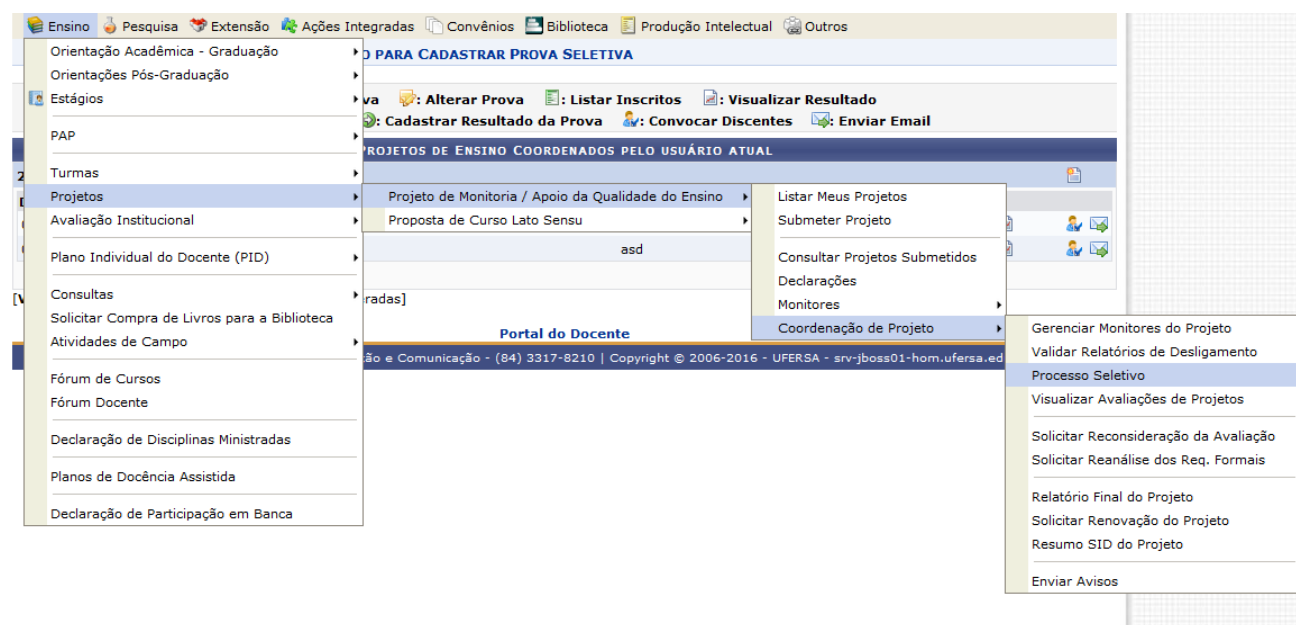 Ensino Pesquisa Extensão Ações Integradas Convênios Biblioteca Produção Intelectual Outros
PARA CADASTRAR PROVA SELETIVA
: Alterar Prova : Listar Inscritos : Visualizar Resultado
: Cadastrar Resultado da Prova : Convocar Discentes : Enviar Email
PROJETOS DE ENSINO COORDENADOS PELO USUÁRIO ATUAL
Orientação Acadêmica - Graduação
Orientações Pós-Graduação
Estágios
PAP
Turmas
Projetos
Avaliação Institucional
Plano Individual do Docente (PID)
Consultas
Solicitar Compra de Livros para a Biblioteca
Atividades de Campo
Fórum de Cursos
Fórum Docente
Declaração de Disciplinas Ministradas
Planos de Docência Assistida
Declaração de Participação em Banca
Projeto de Monitoria / Apoio da Qualidade do Ensino
Proposta de Curso Lato Sensu
asd
Listar Meus Projetos
Submeter Projeto
Consultar Projetos Submetidos
Declarações
Monitores
Coordenação de Projeto
Gerenciar Monitores do Projeto
Validar Relatórios de Desligamento
Processo Seletivo
Visualizar Avaliações de Projetos
Solicitar Reconsideração da Avaliação
Solicitar Reanálise dos Req. Formais
Relatório Final do Projeto
Solicitar Renovação do Projeto
Resumo SID do Projeto
Enviar Avisos
Portal do Docente
e Comunicação - (84) 3317-8210 | Copyright © 2006-2016 - UFERSA - srv-jboss01-hom.ufersa.ed